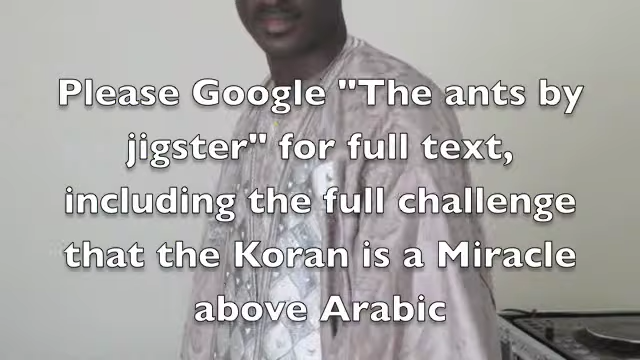 Please Google "The ants by
jigster" for full text,
including the full challenge
that the Koran is a Miracle
above Arabic